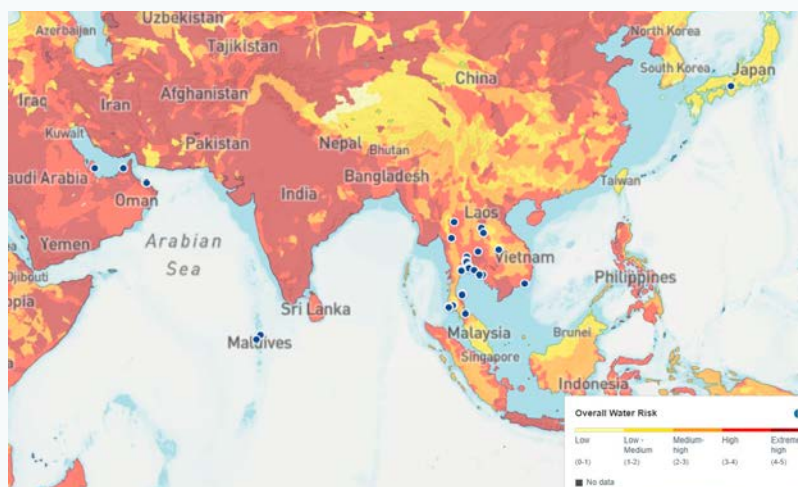 Uzbekistan
Azerbaijan
Tajikistan
North Korea
China
Japan
South Korea
Iraq
Iran
Afghanistan
Kuwait
Pakistan
Nepal
Bhutan
audi Arabia
Bangladesh
Taiwan
Oman
India
Laos
Yemen
Arabian
Sea
Vietnam
Philippines
Djibouti
opia
Sri Lanka
Maldives
Malaysia
Brunei
Singapore
Indonesia
Overall Water Risk
Low
Low -
Medium
Medium-
high
High
Extreme
high
(0-1)
(1-2)
(2-3)
(3-4)
(4-5)
No data